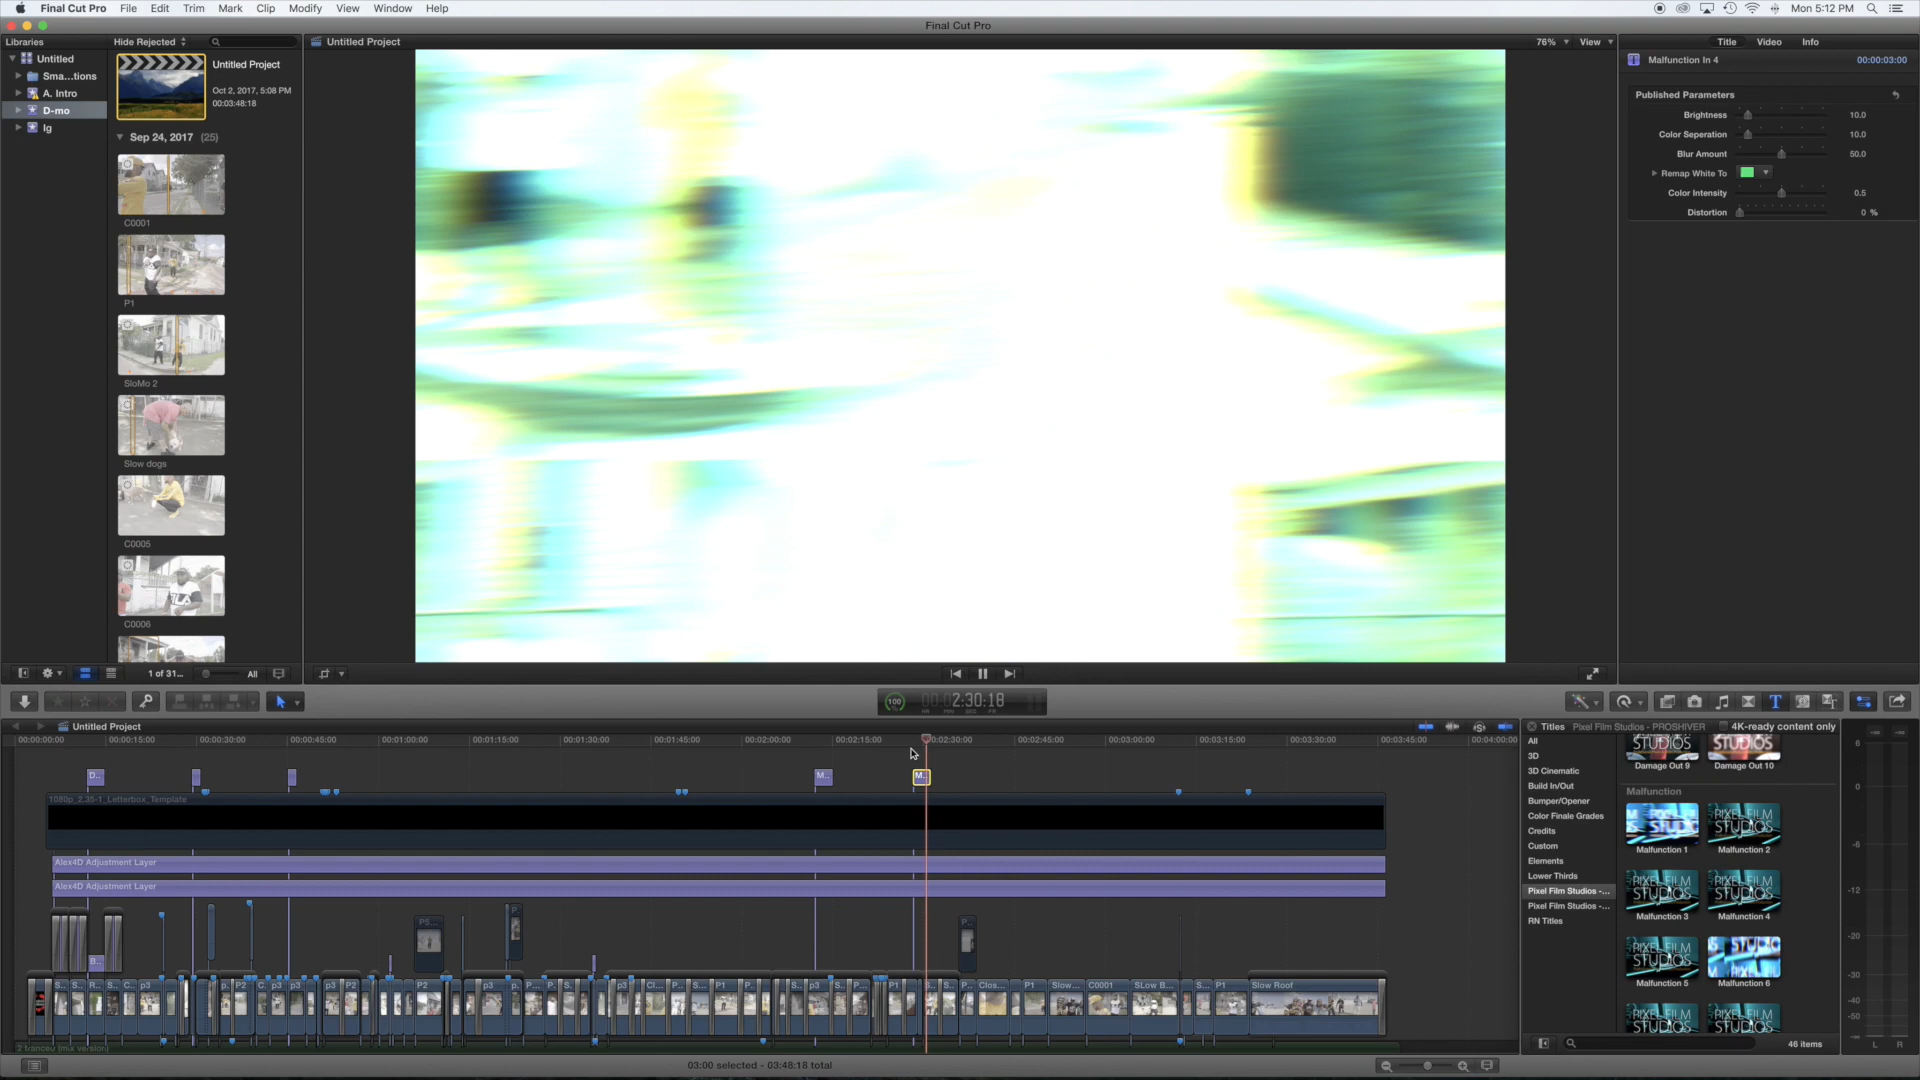 Final Cut Pro File Edit Trim Mark Clip Modify View Window Help
Mon 5:12 PM
Final Cut Pro
Libraries
Hide Rejected
Untitled Project
76%
View
Title Video Info
Untitled
Sma...tions
A. Intro
D-mo
Ig
Untitled Project
Oct 2, 2017, 5:08 PM
00:03:48:18
Sep 24, 2017 (25)
C0001
P1
SloMo 2
Slow dogs
C0005
C0006
Malfunction In 4
00:00:03:00
Published Parameters
Brightness 10.0
Color Seperation 10.0
Blur Amount 50.0
Remap White To
Color Intensity 0.5
Distortion 0 %
1 of 31...
All
100
2:30:18
HR MIN SEC FR
Untitled Project
00:00:00:00 00:00:15:00 00:00:30:00 00:00:45:00 00:01:00:00 00:01:15:00 00:01:30:00 00:01:45:00 00:02:00:00 00:02:15:00 00:02:30:00 00:02:45:00 00:03:00:00 00:03:15:00 00:03:30:00 00:03:45:00 00:04:00:00
D.. M.. M..
1080p_2.35-1_Letterbox_Template
Alex4D Adjustment Layer
Alex4D Adjustment Layer
PS... P P..
B..
S.. S.. R.. S.. C.. p3 p.. P2 C.. p3 p3 p3 P2 P2 p3 p.. P.. p3 Cl... P... S... P1 P... S... p3 S... P... P1 S.. S.. P.. Clos... P1 Slow... C0001 SLow B... S... P1 Slow Roof
03:00 selected - 03:48:18 total
Titles Pixel Film Studios - PROSHIVER 4K-ready content only
All
3D
3D Cinematic
Build In/Out
Bumper/Opener
Color Finale Grades
Credits
Custom
Elements
Lower Thirds
Pixel Film Studios -...
Pixel Film Studios -...
RN Titles
STUDIOS STUDIOS
Damage Out 9 Damage Out 10
Malfunction
PIXEL FILM STUDIOS
Malfunction 1 Malfunction 2
PIXEL FILM STUDIOS PIXEL FILM STUDIOS
Malfunction 3 Malfunction 4
PIXEL FILM STUDIOS
Malfunction 5 Malfunction 6
PIXEL FILM STUDIOS PIXEL FILM STUDIOS
46 items
6
0
-6
-12
-20
-30
-40
-50
L R